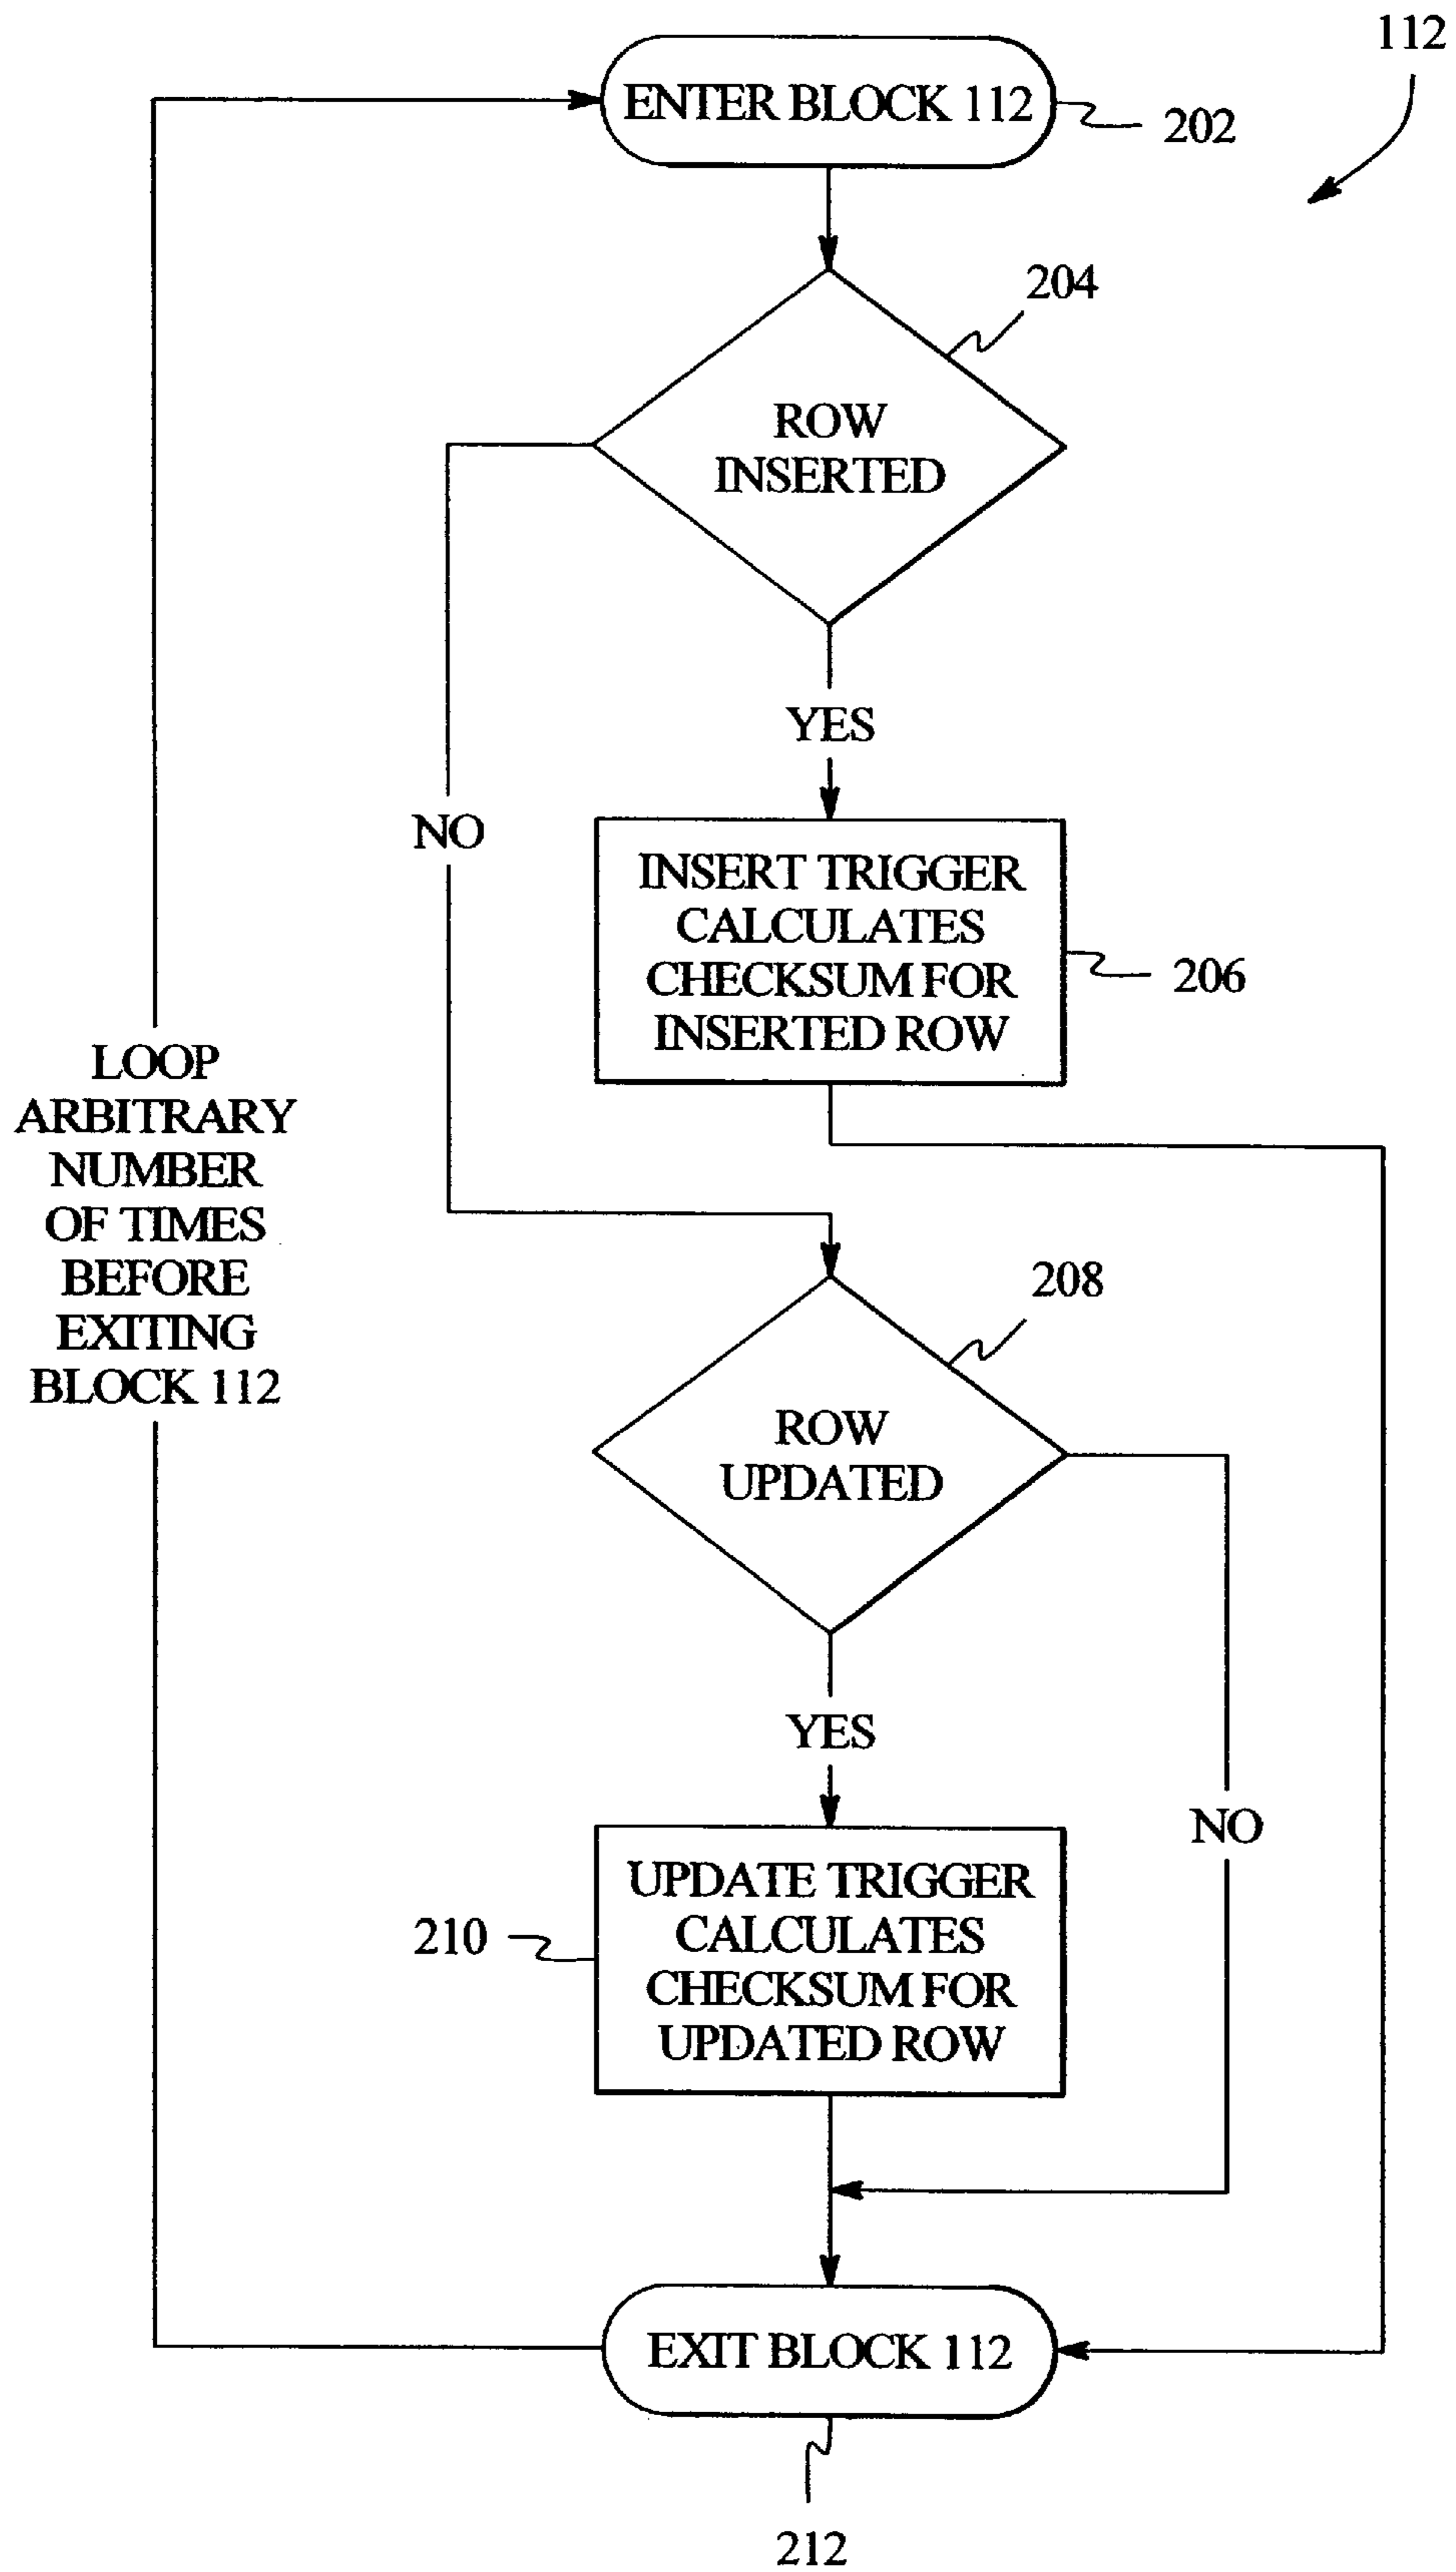 112
ENTER BLOCK 112
202
204
ROW
INSERTED
YES
NO
INSERT TRIGGER
CALCULATES
CHECKSUM FOR
INSERTED ROW
206
LOOP
ARBITRARY
NUMBER
OF TIMES
BEFORE
EXITING
BLOCK 112
208
ROW
UPDATED
YES
NO
UPDATE TRIGGER
CALCULATES
CHECKSUM FOR
UPDATED ROW
210
EXIT BLOCK 112
212